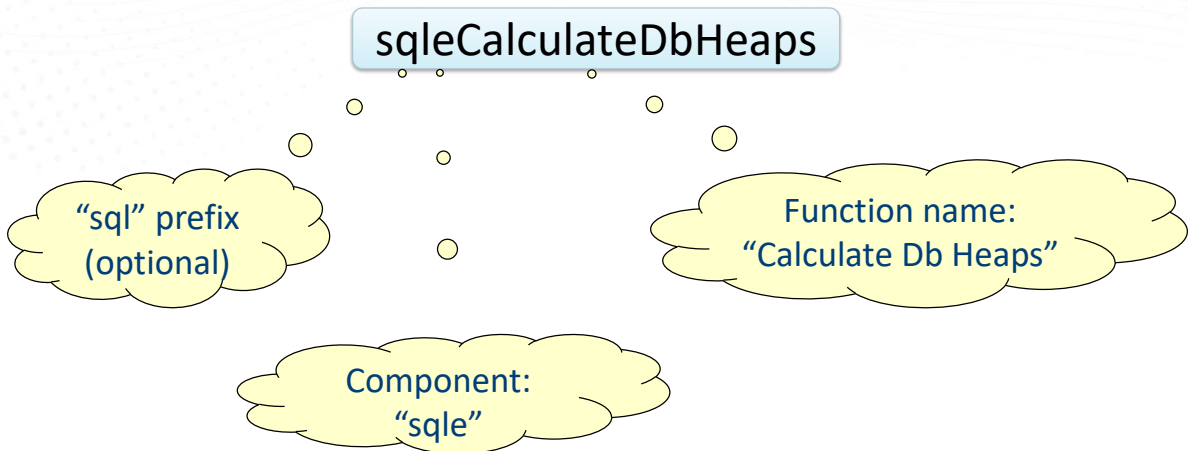 sqleCalculateDbHeaps
“sql” prefix
(optional)
Function name:
“Calculate Db Heaps”
Component:
“sqle”